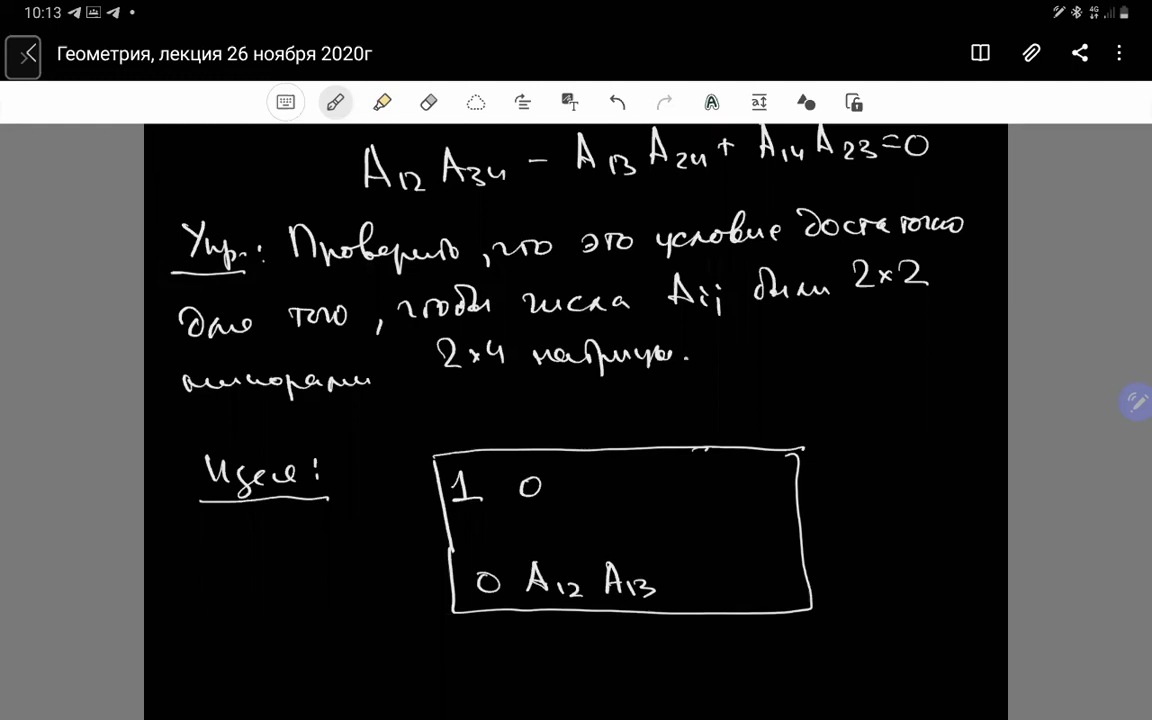 10:13
4G
Геометрия, лекция 26 ноября 2020г
A₁₂ A₃₄ − A₁₃ A₂₄ + A₁₄ A₂₃ = 0
Упр.: Проверить, что это условие достаточно
для того, чтобы числа Aij были 2×2
минорами 2×4 матрицы.
Идея:
1 0
0 A₁₂ A₁₃